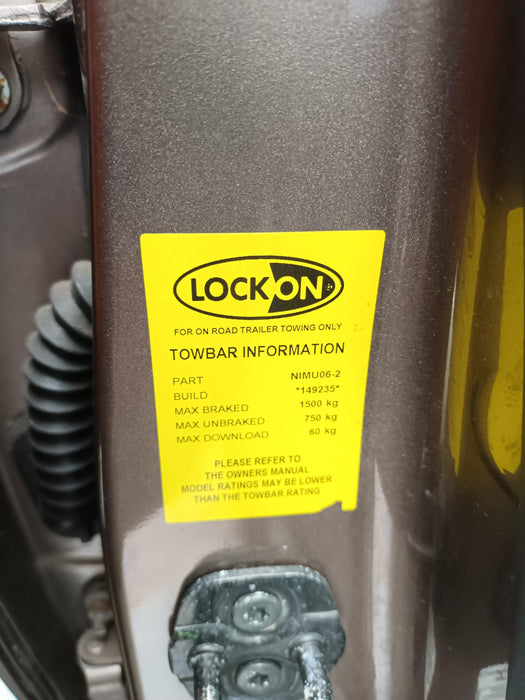 LOCKON
FOR ON ROAD TRAILER TOWING ONLY
TOWBAR INFORMATION
PART NIMU06-2
BUILD *149235*
MAX BRAKED 1500 kg
MAX UNBRAKED 750 kg
MAX DOWNLOAD 60 kg
PLEASE REFER TO
THE OWNERS MANUAL
MODEL RATINGS MAY BE LOWER
THAN THE TOWBAR RATING